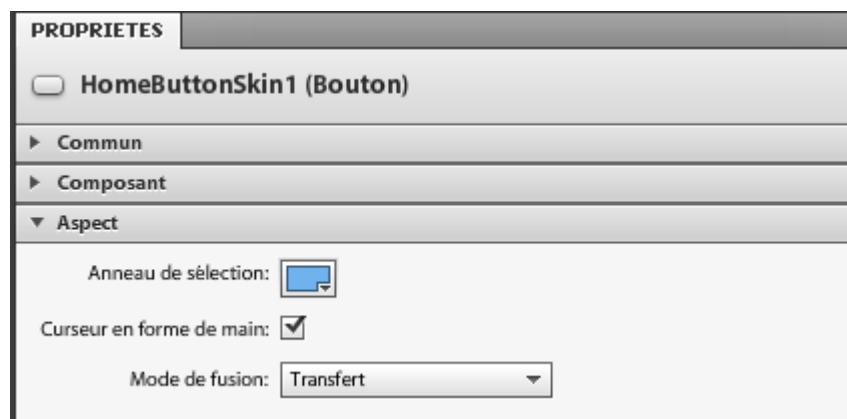 PROPRIETES
HomeButtonSkin1 (Bouton)
Commun
Composant
Aspect
Anneau de sélection:
Curseur en forme de main:
Mode de fusion: Transfert